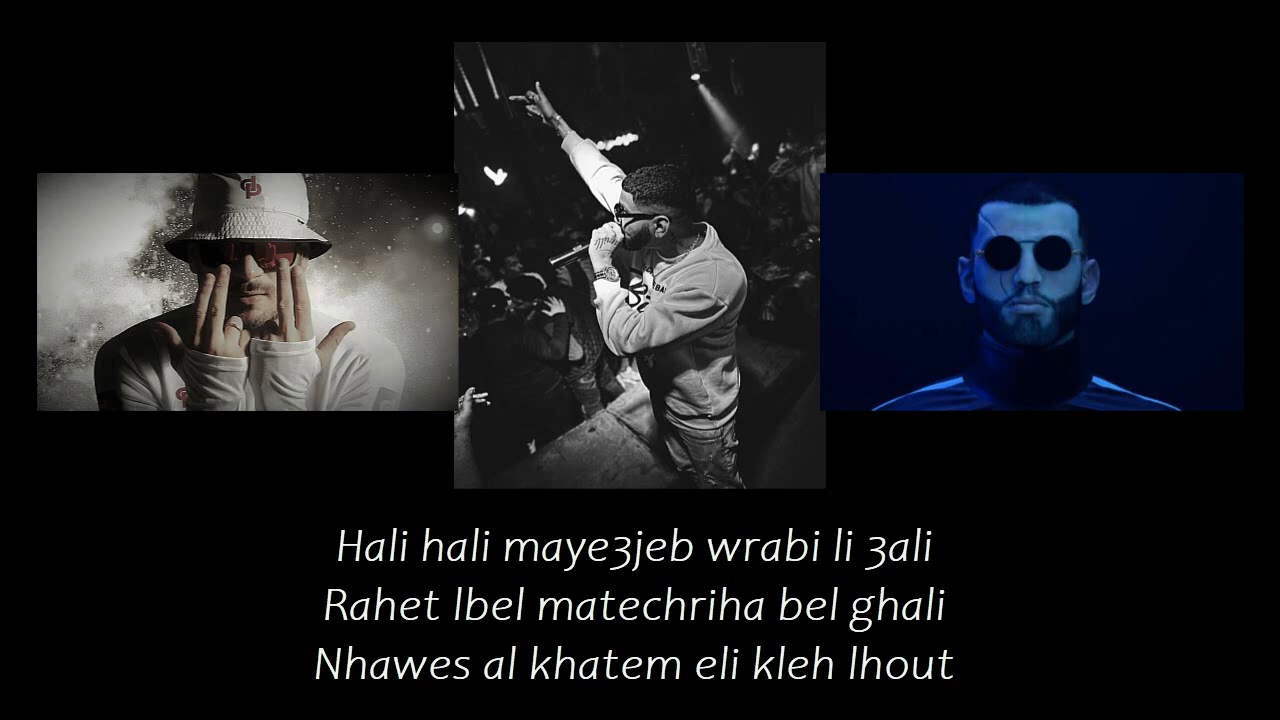 Hali hali maye3jeb wrabi li 3ali
Rahet lbel matechriha bel ghali
Nhawes al khatem eli kleh lhout